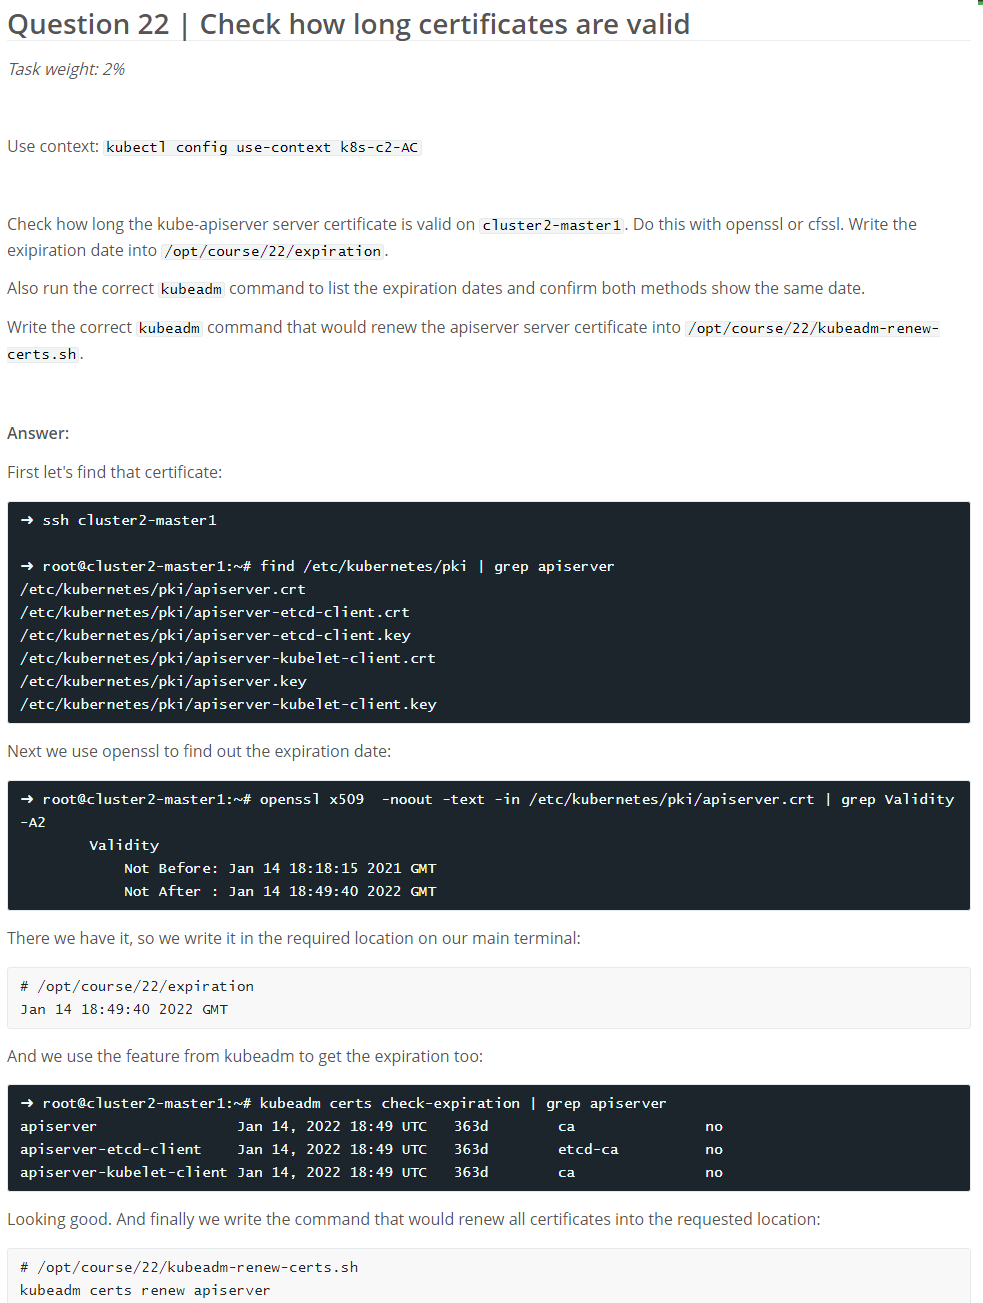 Question 22 | Check how long certificates are valid
Task weight: 2%
Use context: kubectl config use-context k8s-c2-AC
Check how long the kube-apiserver server certificate is valid on cluster2-master1. Do this with openssl or cfssl. Write the
exipiration date into /opt/course/22/expiration.
Also run the correct kubeadm command to list the expiration dates and confirm both methods show the same date.
Write the correct kubeadm command that would renew the apiserver server certificate into /opt/course/22/kubeadm-renew-
certs.sh.
Answer:
First let's find that certificate:
➜ ssh cluster2-master1
➜ root@cluster2-master1:~# find /etc/kubernetes/pki | grep apiserver
/etc/kubernetes/pki/apiserver.crt
/etc/kubernetes/pki/apiserver-etcd-client.crt
/etc/kubernetes/pki/apiserver-etcd-client.key
/etc/kubernetes/pki/apiserver-kubelet-client.crt
/etc/kubernetes/pki/apiserver.key
/etc/kubernetes/pki/apiserver-kubelet-client.key
Next we use openssl to find out the expiration date:
➜ root@cluster2-master1:~# openssl x509  -noout -text -in /etc/kubernetes/pki/apiserver.crt | grep Validity
-A2
Validity
Not Before: Jan 14 18:18:15 2021 GMT
Not After : Jan 14 18:49:40 2022 GMT
There we have it, so we write it in the required location on our main terminal:
# /opt/course/22/expiration
Jan 14 18:49:40 2022 GMT
And we use the feature from kubeadm to get the expiration too:
➜ root@cluster2-master1:~# kubeadm certs check-expiration | grep apiserver
apiserver                Jan 14, 2022 18:49 UTC   363d        ca               no
apiserver-etcd-client    Jan 14, 2022 18:49 UTC   363d        etcd-ca          no
apiserver-kubelet-client Jan 14, 2022 18:49 UTC   363d        ca               no
Looking good. And finally we write the command that would renew all certificates into the requested location:
# /opt/course/22/kubeadm-renew-certs.sh
kubeadm certs renew apiserver